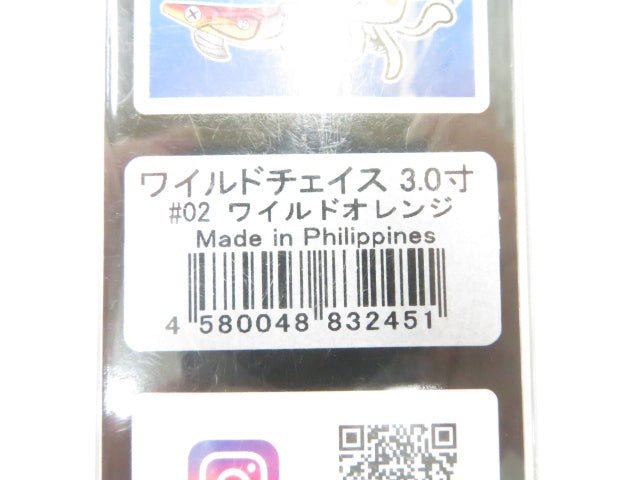 ワイルドチェイス 3.0寸
#02 ワイルドオレンジ
Made in Philippines
4 580048 832451